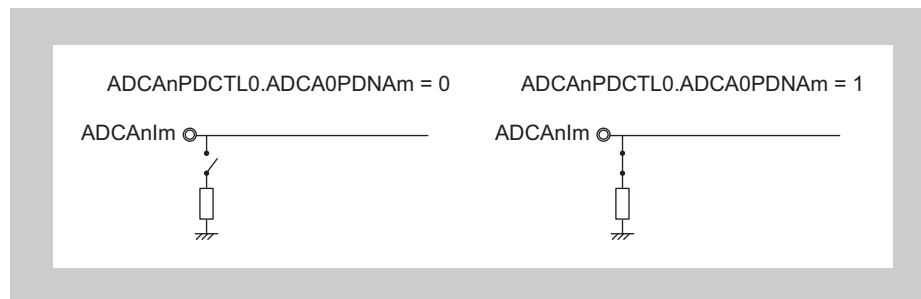 ADCAnPDCTL0.ADCA0PDNAm = 0
ADCAnIm
ADCAnPDCTL0.ADCA0PDNAm = 1
ADCAnIm